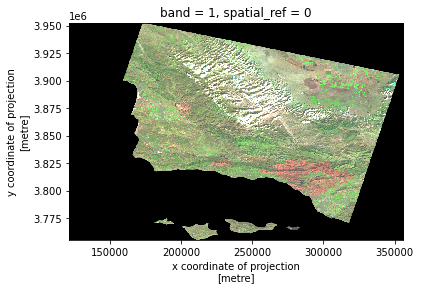 band = 1, spatial_ref = 0
1e6
3.950
3.925
3.900
3.875
3.850
3.825
3.800
3.775
y coordinate of projection
[metre]
150000 200000 250000 300000 350000
x coordinate of projection
[metre]